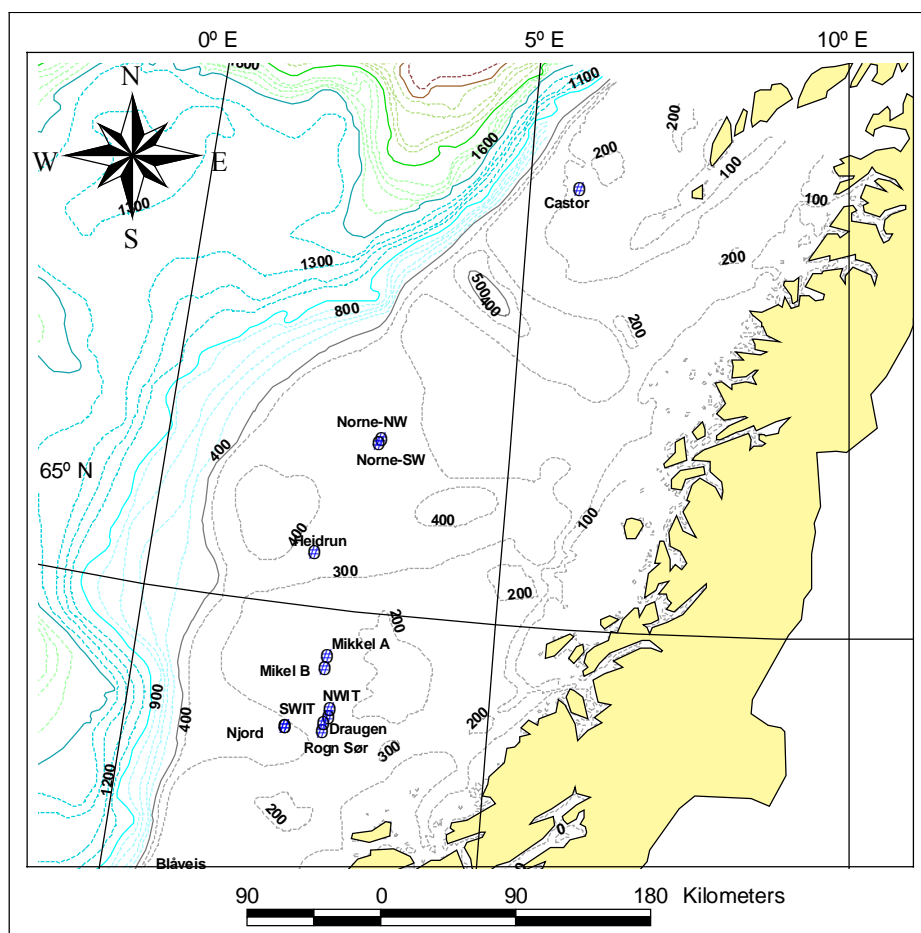 0º E
5º E
10º E
1600
1100
N
W
E
S
1600
200
200
100
Castor
100
1300
1300
200
500
400
800
200
Norne-NW
400
Norne-SW
65º N
400
100
400
Heidrun
300
200
200
Mikkel A
Mikel B
900
400
NWIT
SWIT
200
Njord
Draugen
Rogn Sør
300
1200
200
0
Blåveis
90
0
90
180
Kilometers